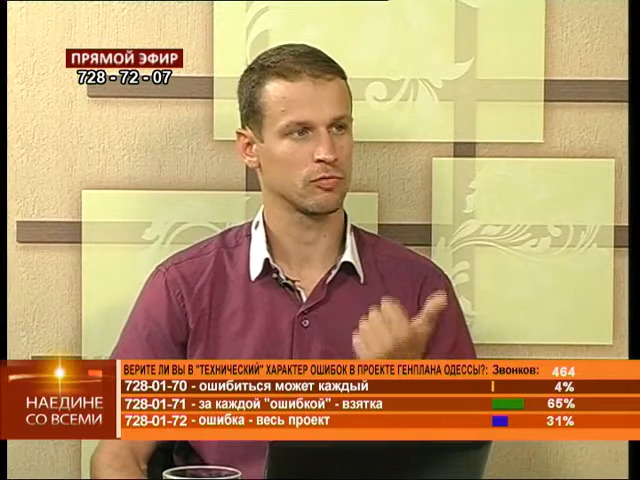 ПРЯМОЙ ЭФИР
728-72-07
ВЕРИТЕ ЛИ ВЫ В "ТЕХНИЧЕСКИЙ" ХАРАКТЕР ОШИБОК В ПРОЕКТЕ ГЕНПЛАНА ОДЕССЫ?: Звонков: 464
728-01-70 - ошибиться может каждый 4%
728-01-71 - за каждой "ошибкой" - взятка 65%
728-01-72 - ошибка - весь проект 31%
НАЕДИНЕ
СО ВСЕМИ